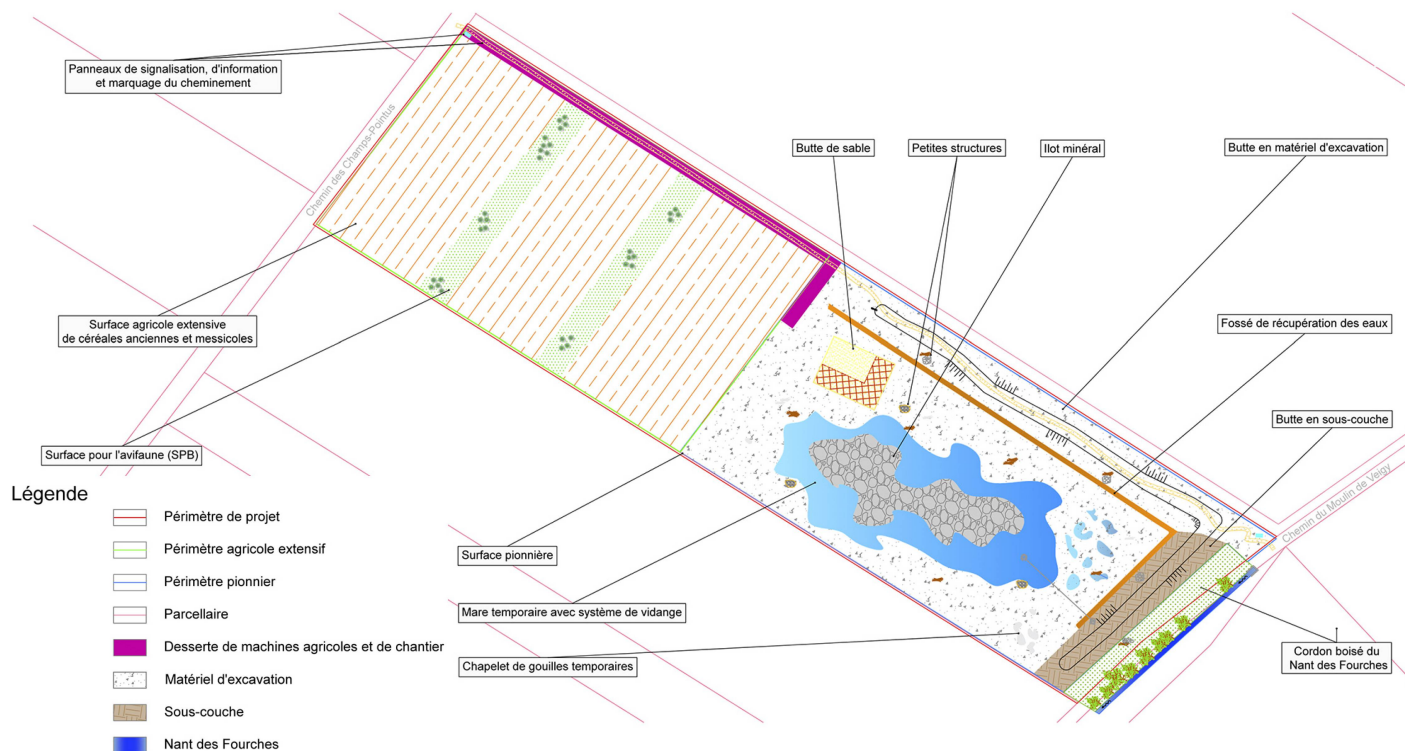 Panneaux de signalisation, d'information
et marquage du cheminement
Chemin des Champs-Pointus
Butte de sable
Petites structures
Ilot minéral
Butte en matériel d'excavation
Surface agricole extensive
de céréales anciennes et messicoles
Fossé de récupération des eaux
Butte en sous-couche
Surface pour l'avifaune (SPB)
Chemin du Moulin de Veigy
Légende
Périmètre de projet
Périmètre agricole extensif
Périmètre pionnier
Parcellaire
Desserte de machines agricoles et de chantier
Matériel d'excavation
Sous-couche
Nant des Fourches
Surface pionnière
Mare temporaire avec système de vidange
Chapelet de gouilles temporaires
Cordon boisé du
Nant des Fourches